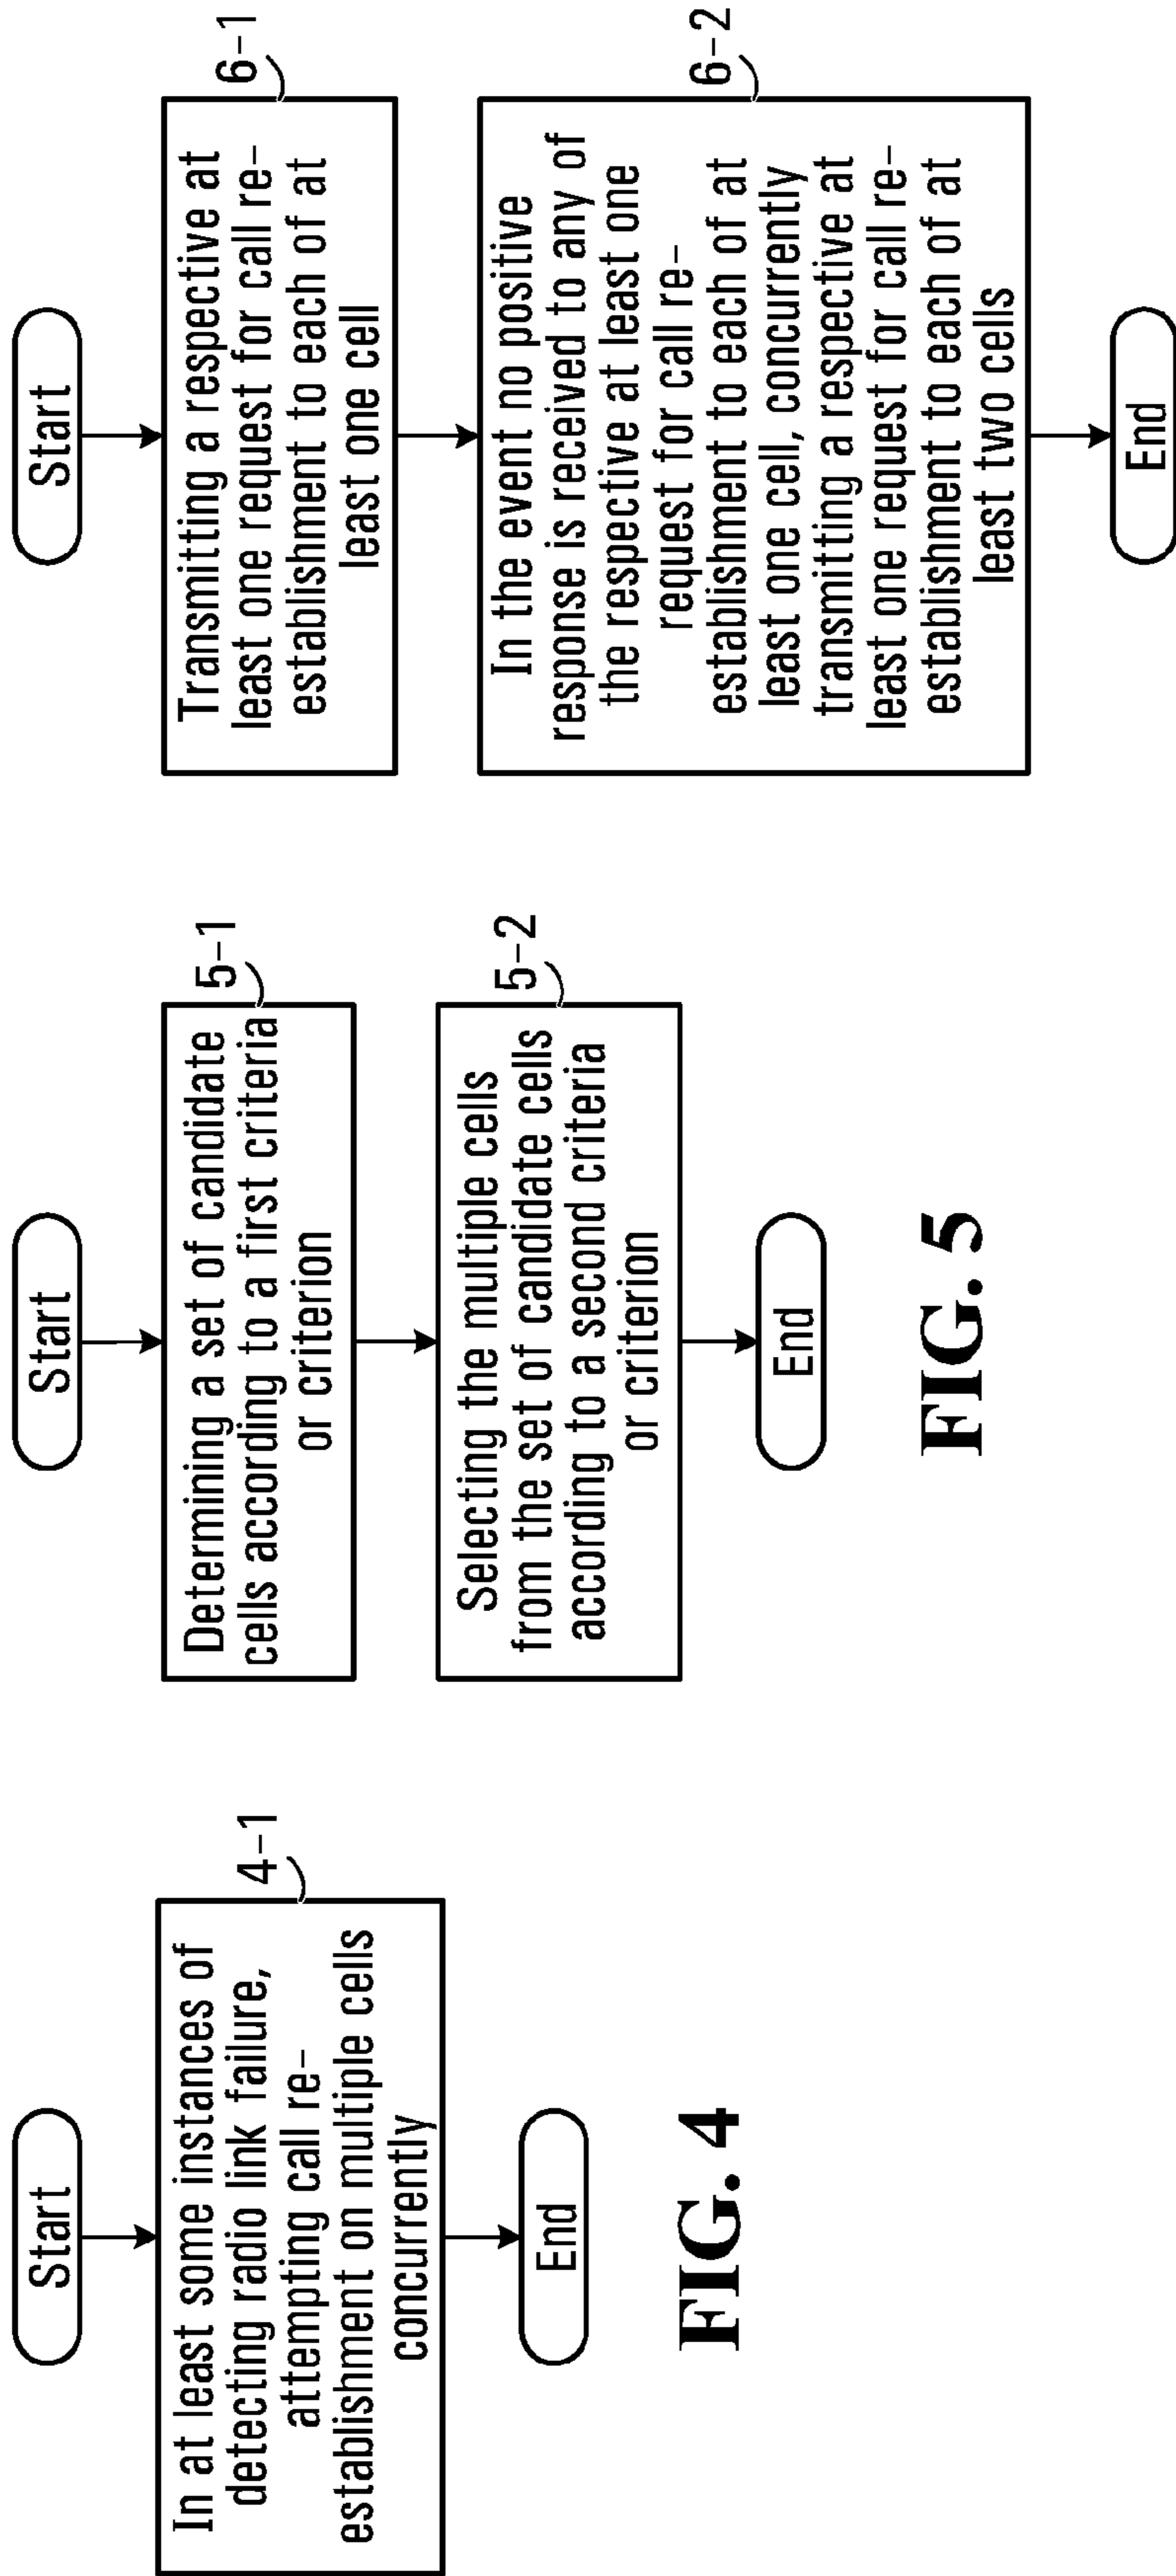 Start
4-1
In at least some instances of
detecting radio link failure,
attempting call re-
establishment on multiple cells
concurrently
End
FIG. 4
Start
5-1
Determining a set of candidate
cells according to a first criteria
or criterion
5-2
Selecting the multiple cells
from the set of candidate cells
according to a second criteria
or criterion
End
FIG. 5
Start
6-1
Transmitting a respective at
least one request for call re-
establishment to each of at
least one cell
6-2
In the event no positive
response is received to any of
the respective at least one
request for call re-
establishment to each of at
least one cell, concurrently
transmitting a respective at
least one request for call re-
establishment to each of at
least two cells
End